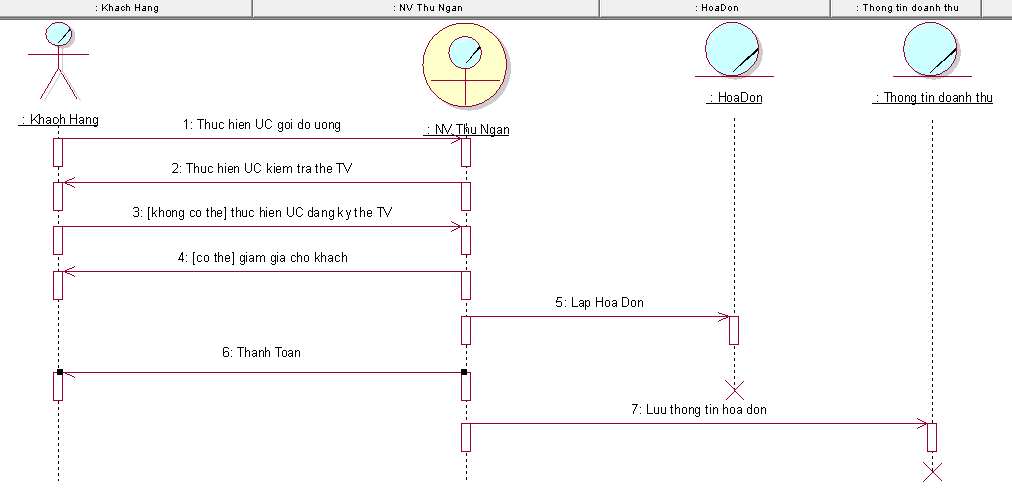 : Khach Hang
: NV Thu Ngan
: HoaDon
: Thong tin doanh thu
: Khach Hang
: NV Thu Ngan
: HoaDon
: Thong tin doanh thu
1: Thuc hien UC goi do uong
2: Thuc hien UC kiem tra the TV
3: [khong co the] thuc hien UC dang ky the TV
4: [co the] giam gia cho khach
5: Lap Hoa Don
6: Thanh Toan
7: Luu thong tin hoa don